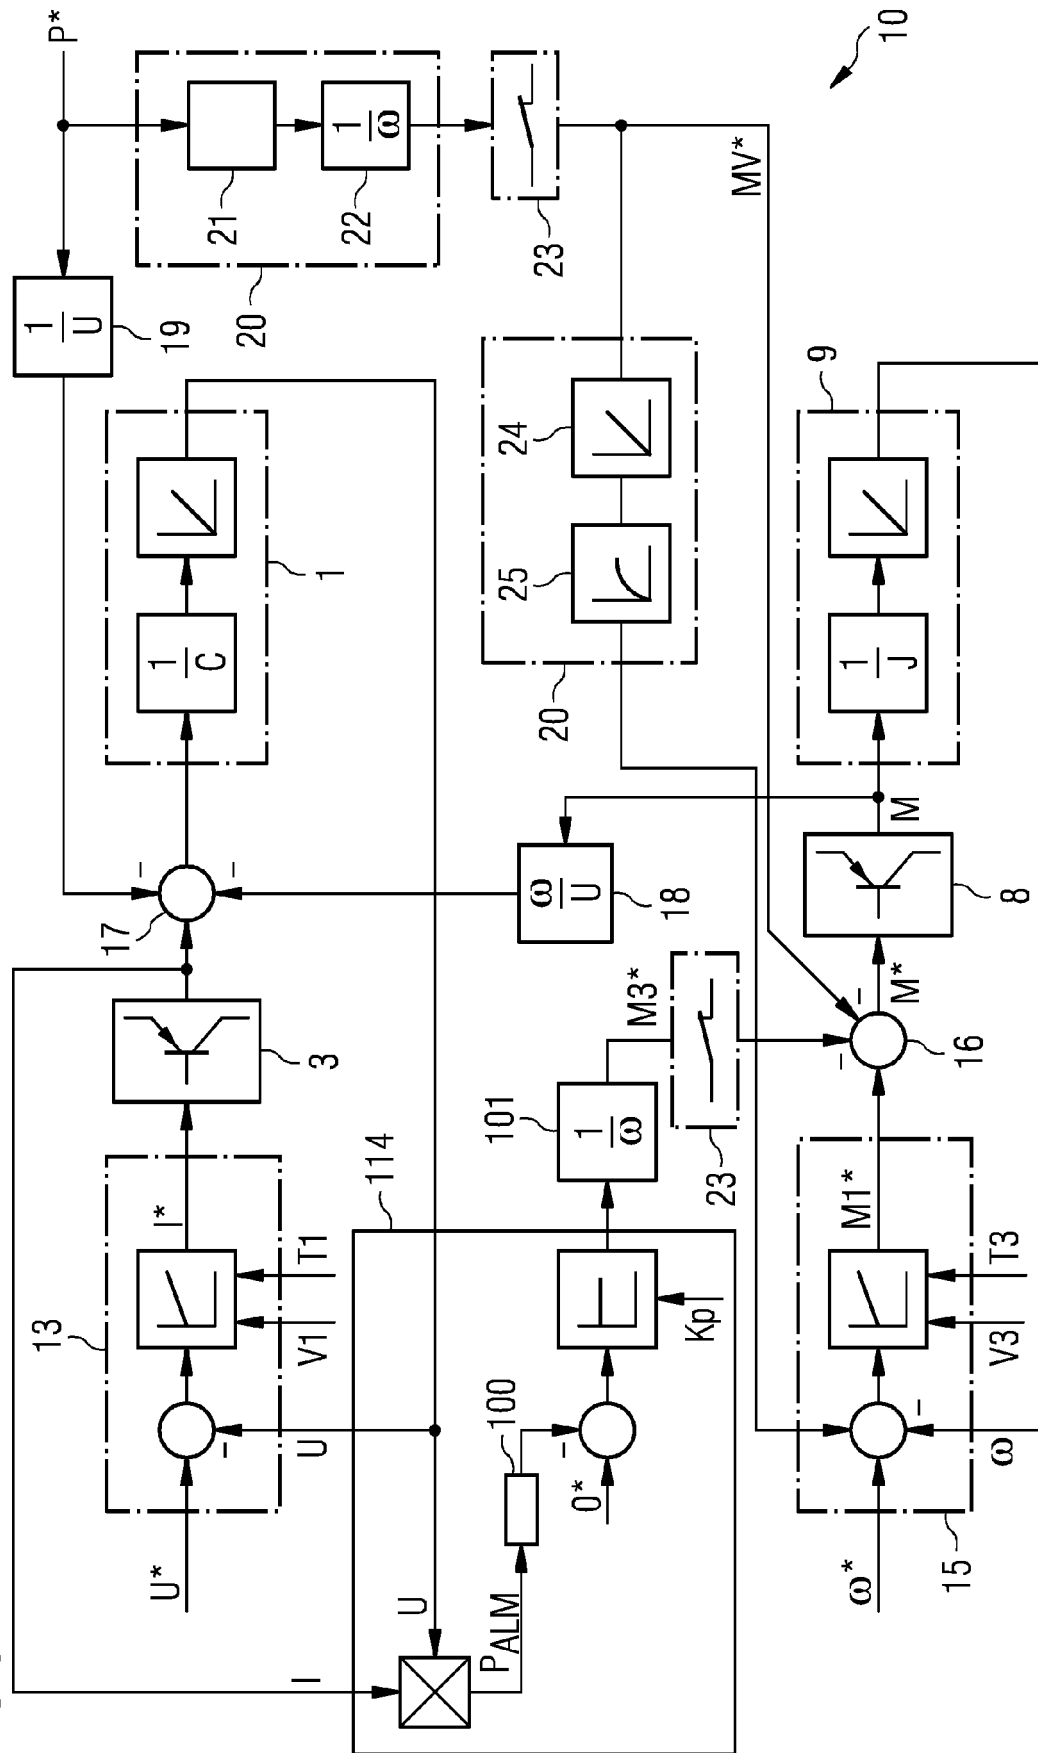 P*
10
21
1
ω
22
20
23
MV*
1
U
19
1
C
1
24
25
20
9
1
J
17
ω
U
18
M
8
M*
16
3
M3*
23
101
1
ω
114
I*
T1
V1
13
U
U*
I
U
PALM
100
0*
Kp
M1*
T3
V3
ω
ω*
15